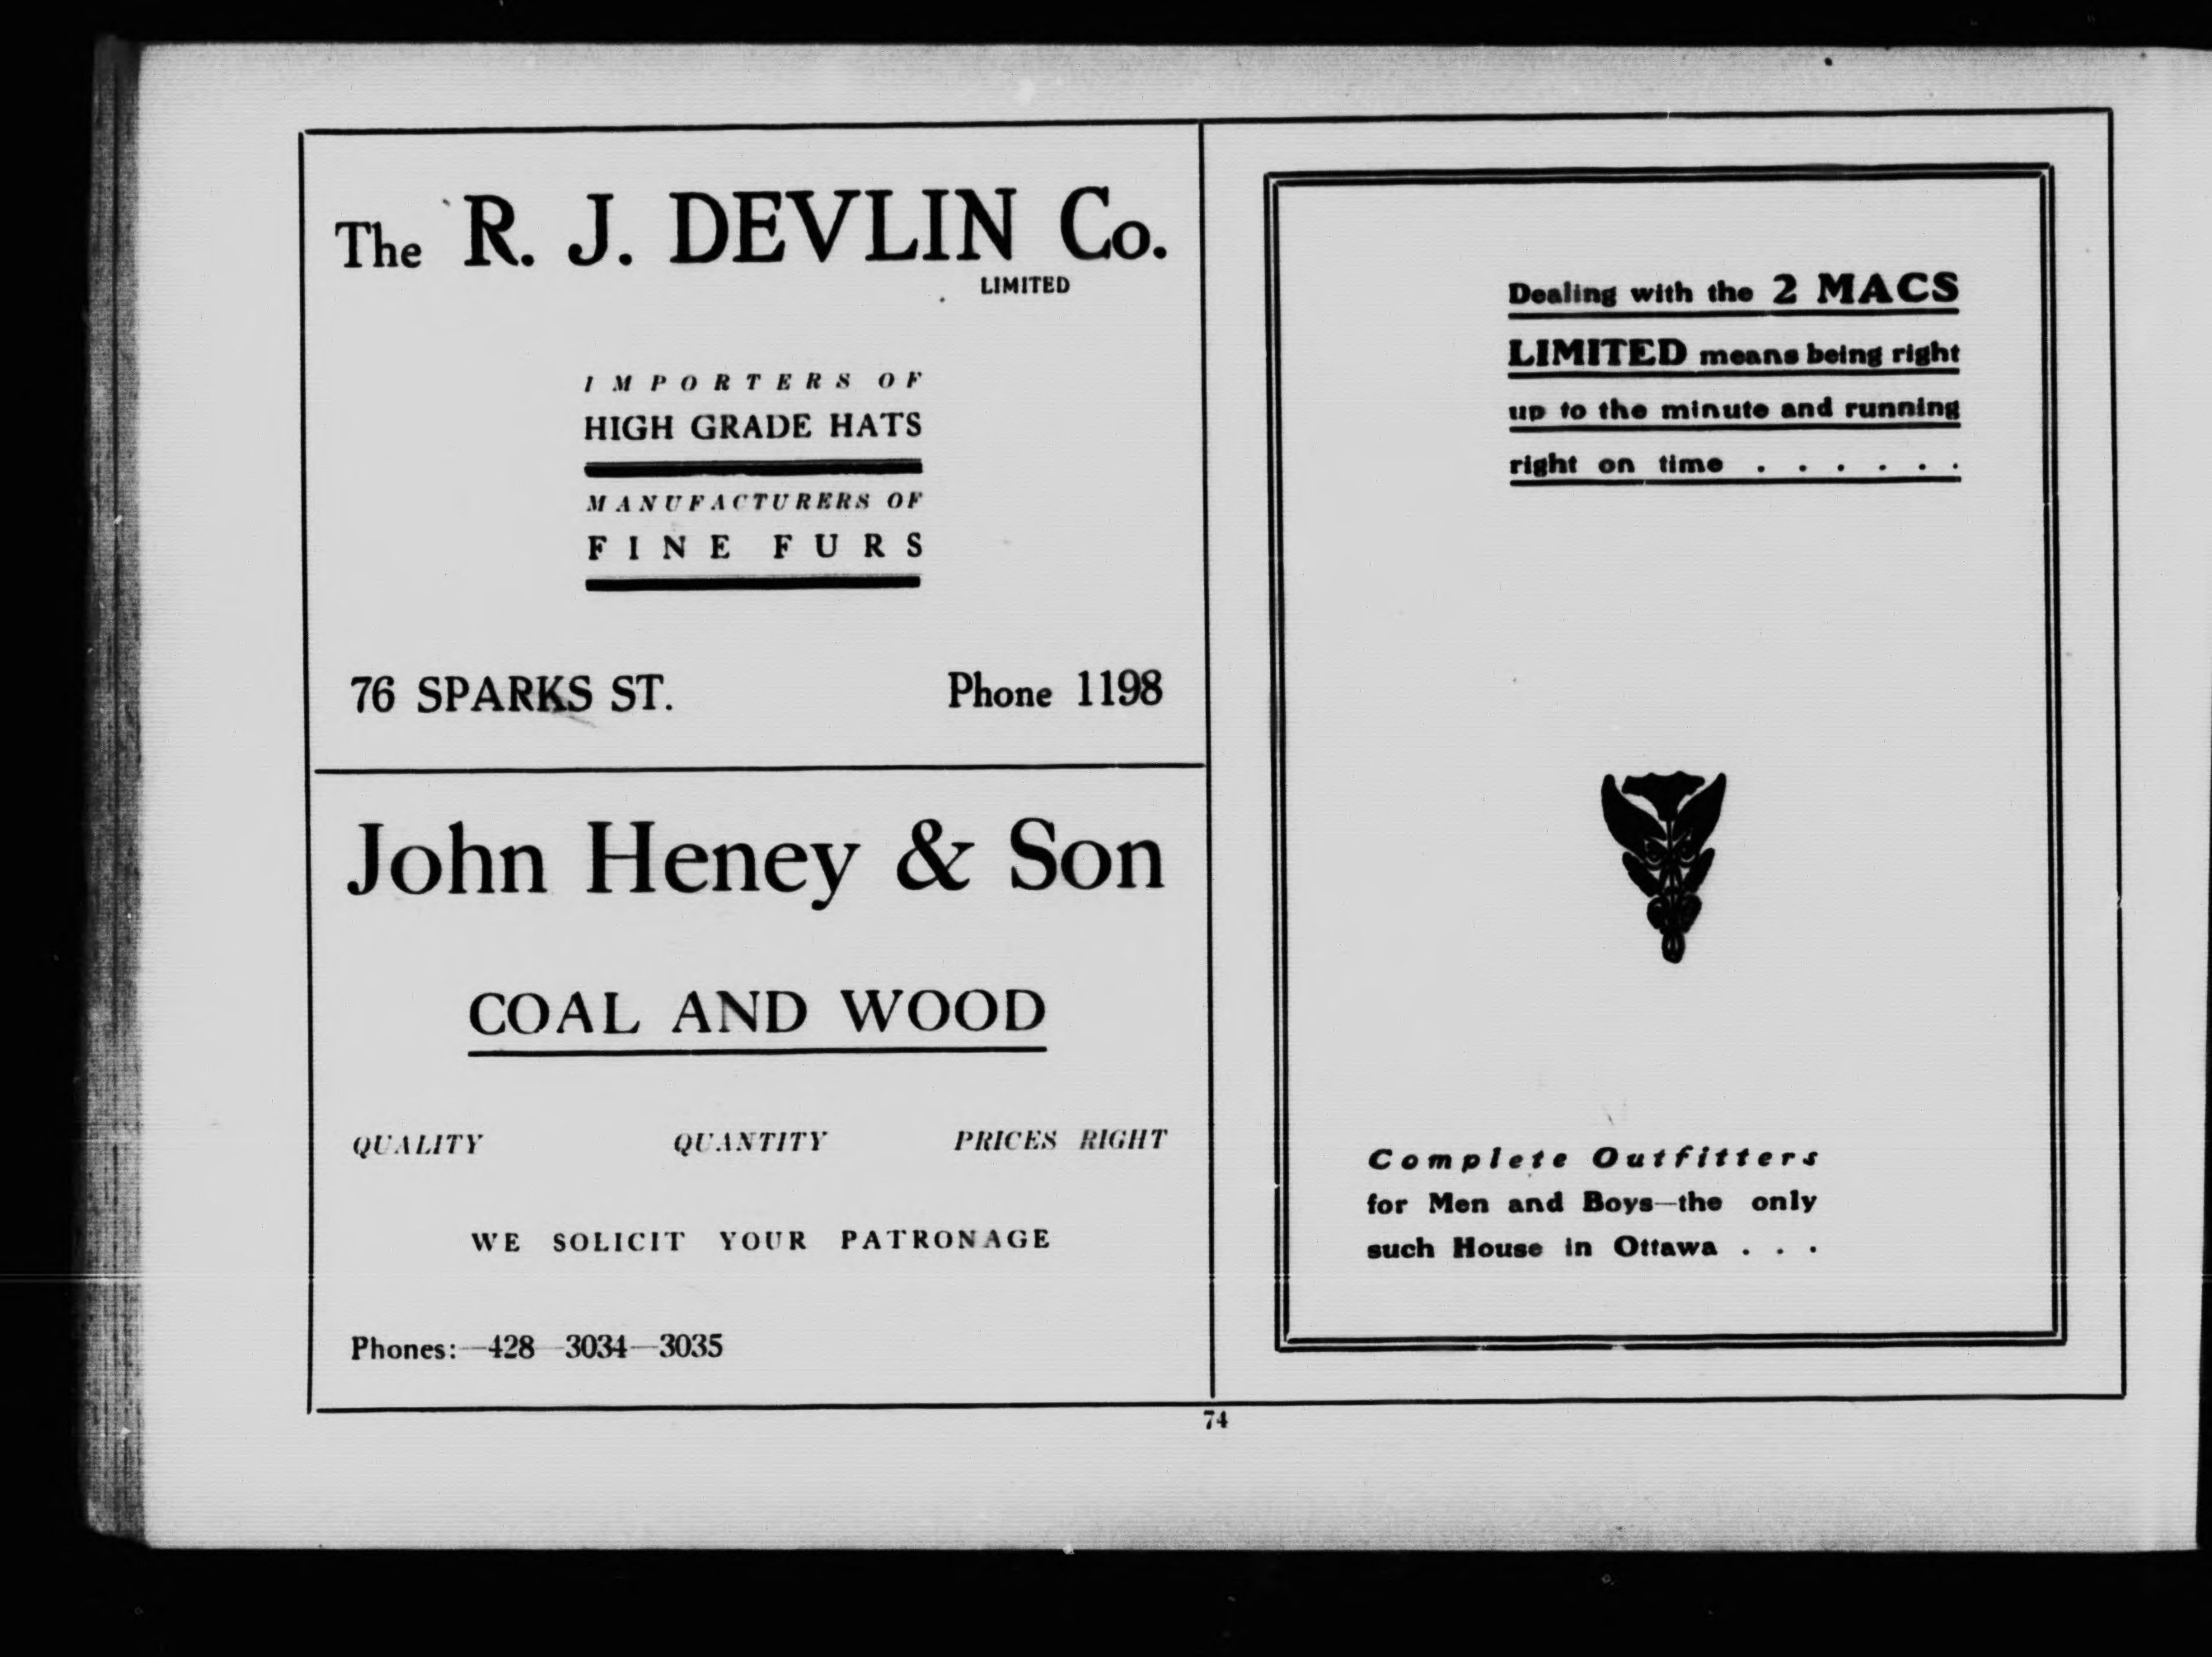 The R. J. DEVLIN Co.
LIMITED
IMPORTERS OF
HIGH GRADE HATS
MANUFACTURERS OF
FINE FURS
76 SPARKS ST. Phone 1198
John Heney & Son
COAL AND WOOD
QUALITY QUANTITY PRICES RIGHT
WE SOLICIT YOUR PATRONAGE
Phones:—428—3034—3035
Dealing with the 2 MACS
LIMITED means being right
up to the minute and running
right on time . . . . . .
Complete Outfitters
for Men and Boys—the only
such House in Ottawa . . .
74